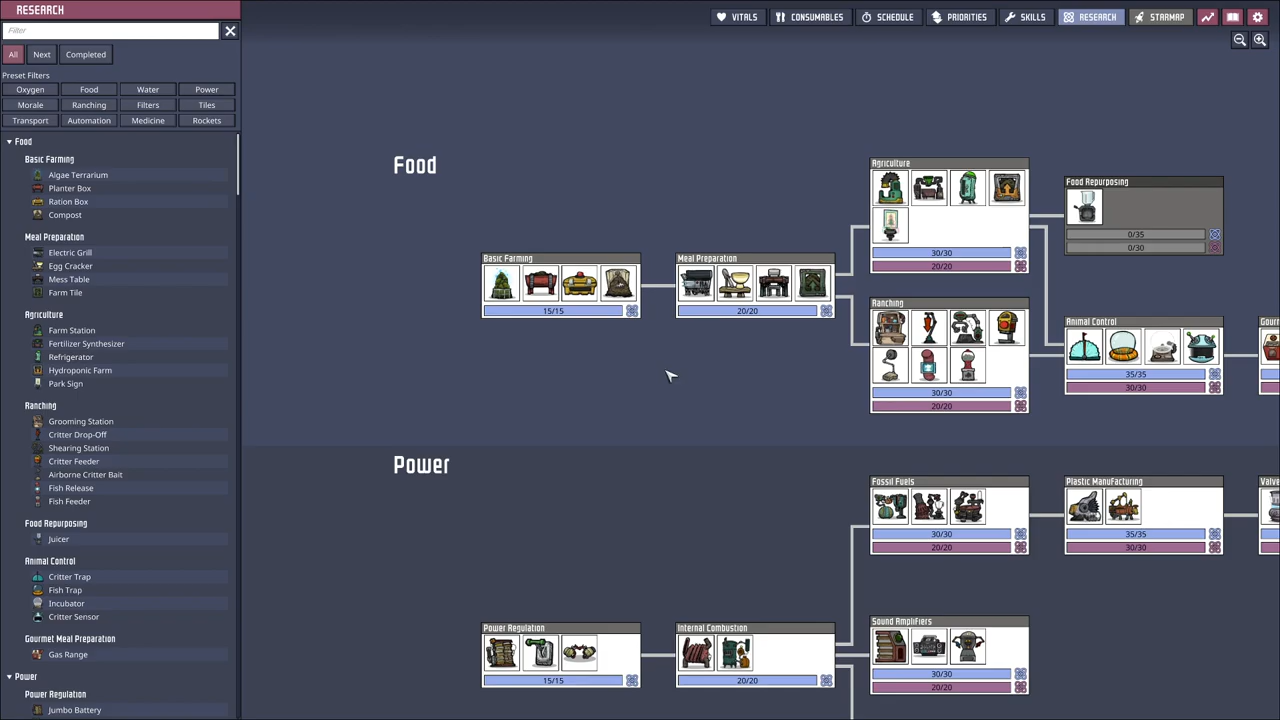 RESEARCH
VITALS
CONSUMABLES
SCHEDULE
PRIORITIES
SKILLS
RESEARCH
STARMAP
Filter
All
Next
Completed
Preset Filters
Oxygen
Food
Water
Power
Morale
Ranching
Filters
Tiles
Transport
Automation
Medicine
Rockets
Food
Basic Farming
Algae Terrarium
Planter Box
Ration Box
Compost
Meal Preparation
Electric Grill
Egg Cracker
Mess Table
Farm Tile
Agriculture
Farm Station
Fertilizer Synthesizer
Refrigerator
Hydroponic Farm
Park Sign
Ranching
Grooming Station
Critter Drop-Off
Shearing Station
Critter Feeder
Airborne Critter Bait
Fish Release
Fish Feeder
Food Repurposing
Juicer
Animal Control
Critter Trap
Fish Trap
Incubator
Critter Sensor
Gourmet Meal Preparation
Gas Range
Power
Power Regulation
Jumbo Battery
Food
Basic Farming
15/15
Meal Preparation
20/20
Agriculture
30/30
20/20
Food Repurposing
0/35
0/30
Ranching
30/30
20/20
Animal Control
35/35
30/30
Gour
Power
Fossil Fuels
30/30
20/20
Plastic Manufacturing
35/35
30/30
Valve
Power Regulation
15/15
Internal Combustion
20/20
Sound Amplifiers
30/30
20/20